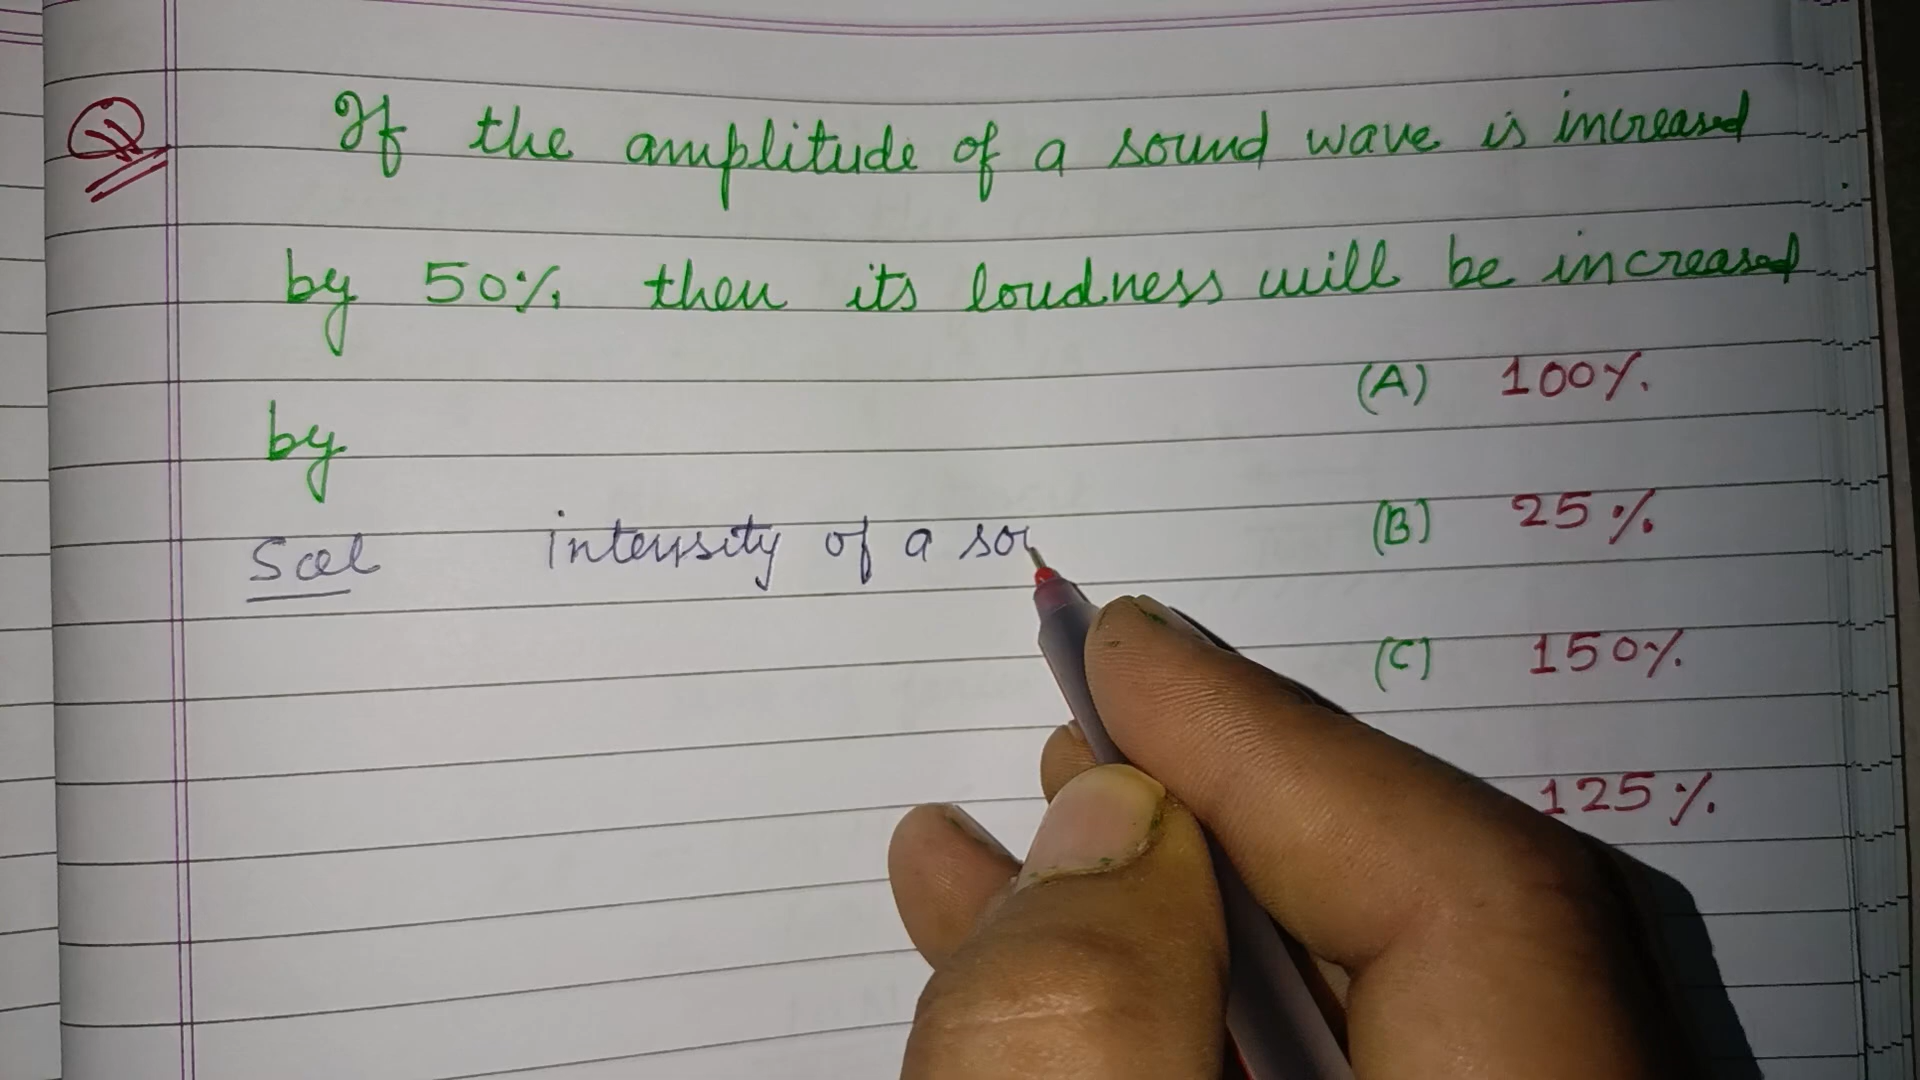 Q If the amplitude of a sound wave is increased
by 50% then its loudness will be increased
by
(A) 100%
Sol intensity of a sou
(B) 25%
(C) 150%
125%